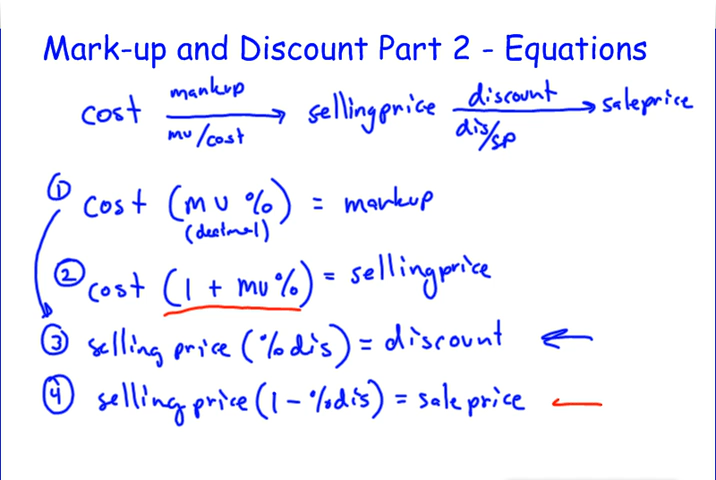 Mark-up and Discount Part 2 - Equations
cost markup mu/cost → selling price discount dis/SP → sale price
① cost (mu %) = markup
(decimal)
② cost (1 + mu %) = selling price
③ selling price (% dis) = discount ←
④ selling price (1 - % dis) = sale price ←